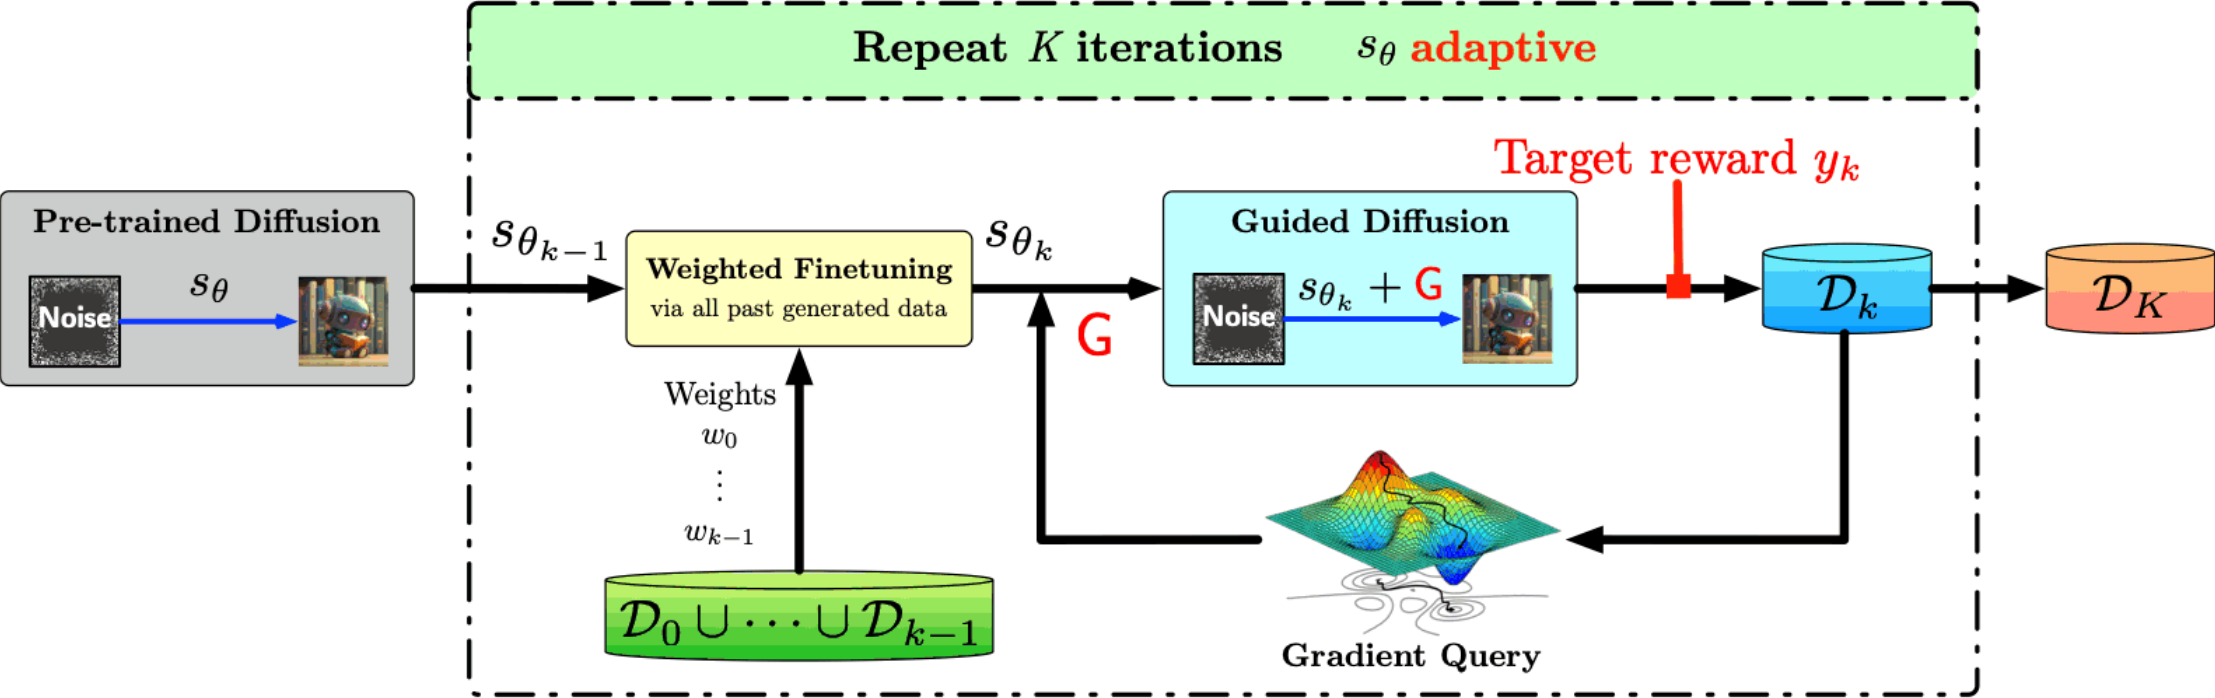 Repeat K iterations s_θ adaptive
Target reward y_k
Pre-trained Diffusion
s_θ
Noise
s_{θ_{k−1}}
Weighted Finetuning
via all past generated data
s_{θ_k}
G
Guided Diffusion
s_{θ_k} + G
Noise
𝒟_k
𝒟_K
Weights
w_0
⋮
w_{k−1}
𝒟_0 ∪ ⋯ ∪ 𝒟_{k−1}
Gradient Query